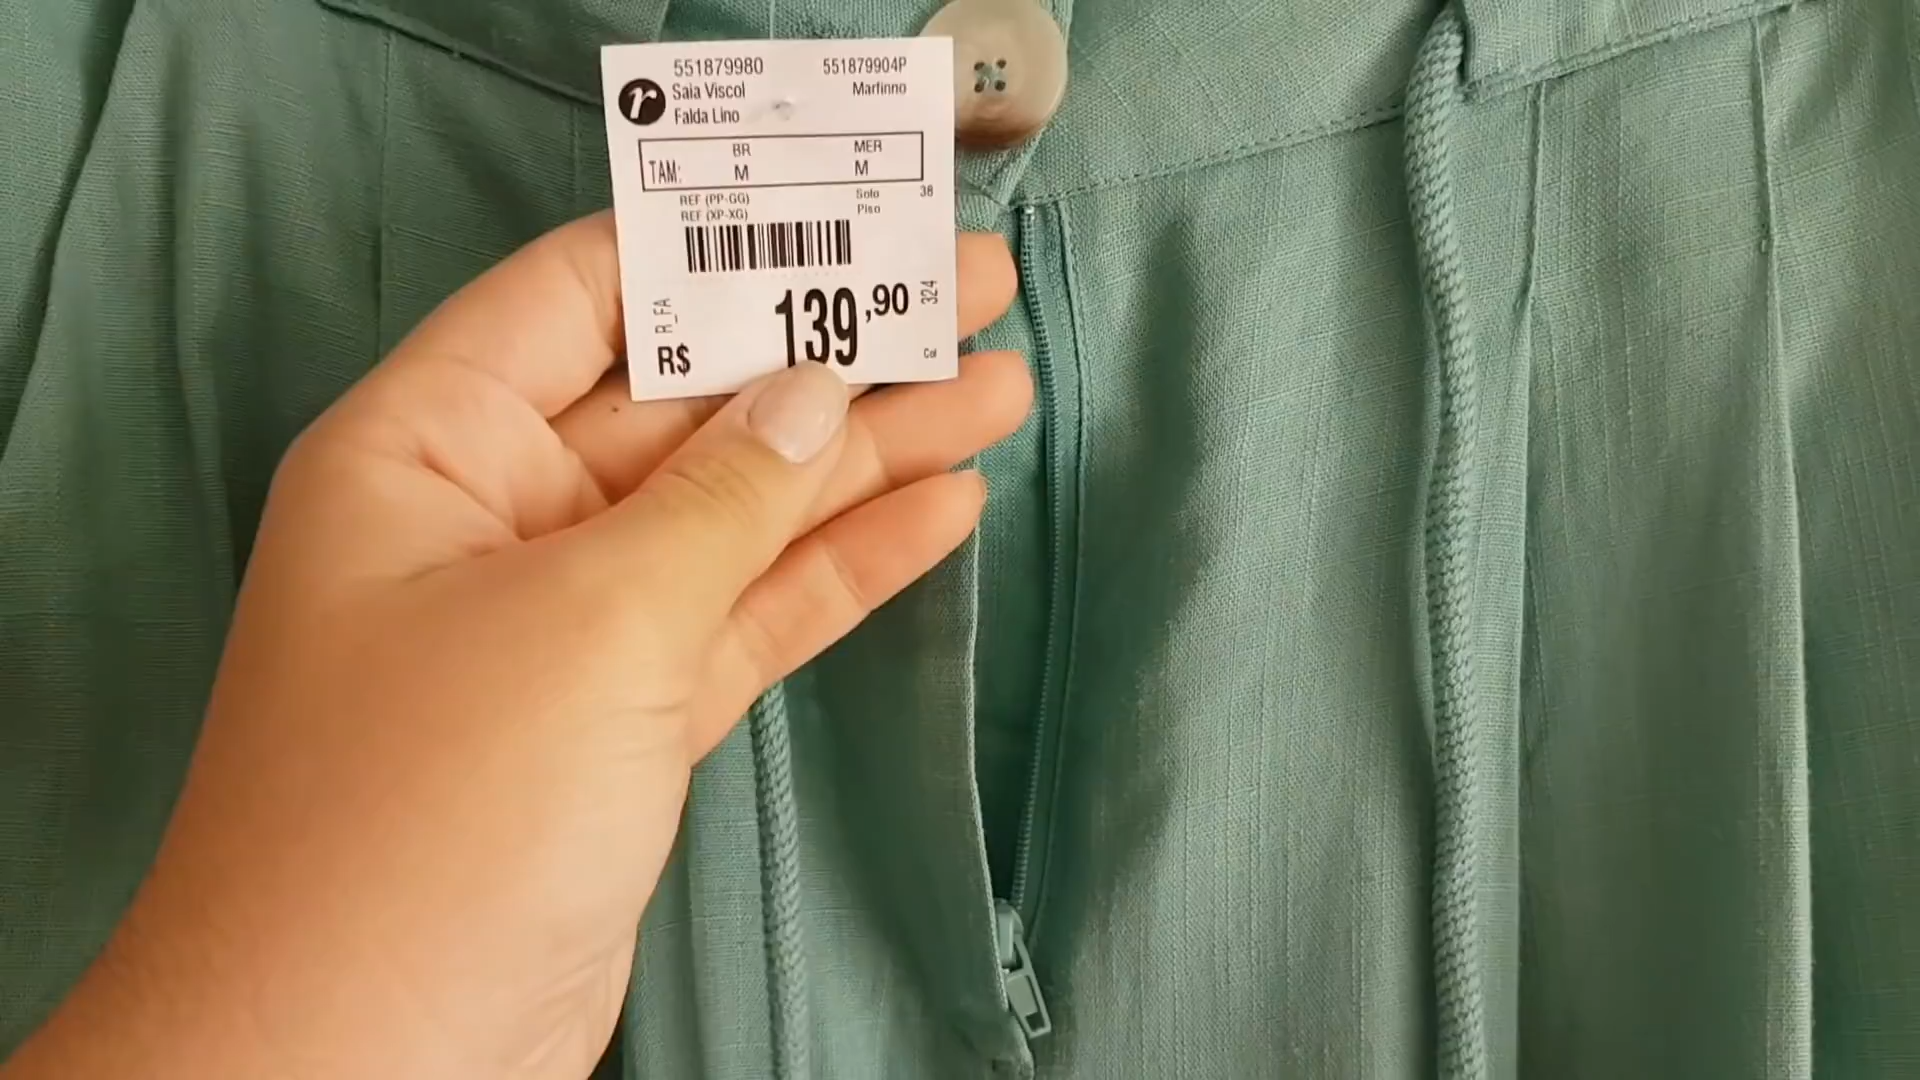 551879980 551879904P
r Saia Viscol Marfinno
Falda Lino
BR MER
TAM: M M
REF (PP-GG) Solo 38
REF (XP-XG) Piso
R_FA 139,90 324
R$ Col